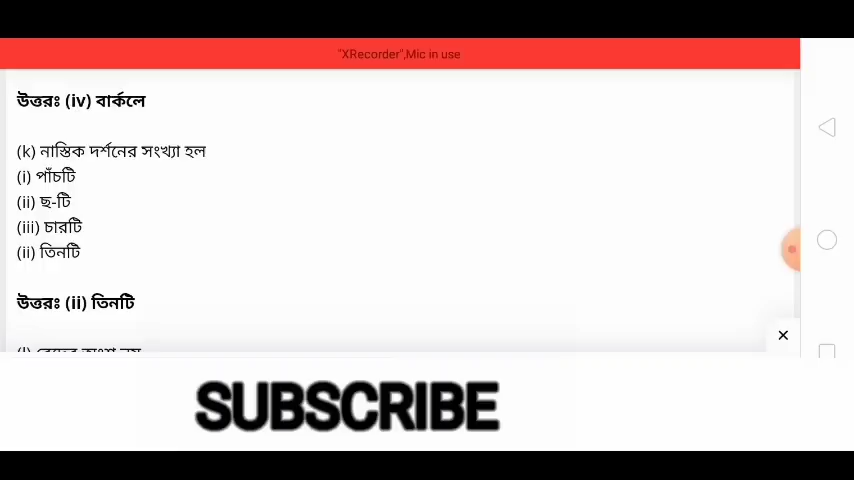 "XRecorder",Mic in use
উত্তরঃ (iv) বার্কলে
(k) নাস্তিক দর্শনের সংখ্যা হল
(i) পাঁচটি
(ii) ছ-টি
(iii) চারটি
(ii) তিনটি
উত্তরঃ (ii) তিনটি
SUBSCRIBE